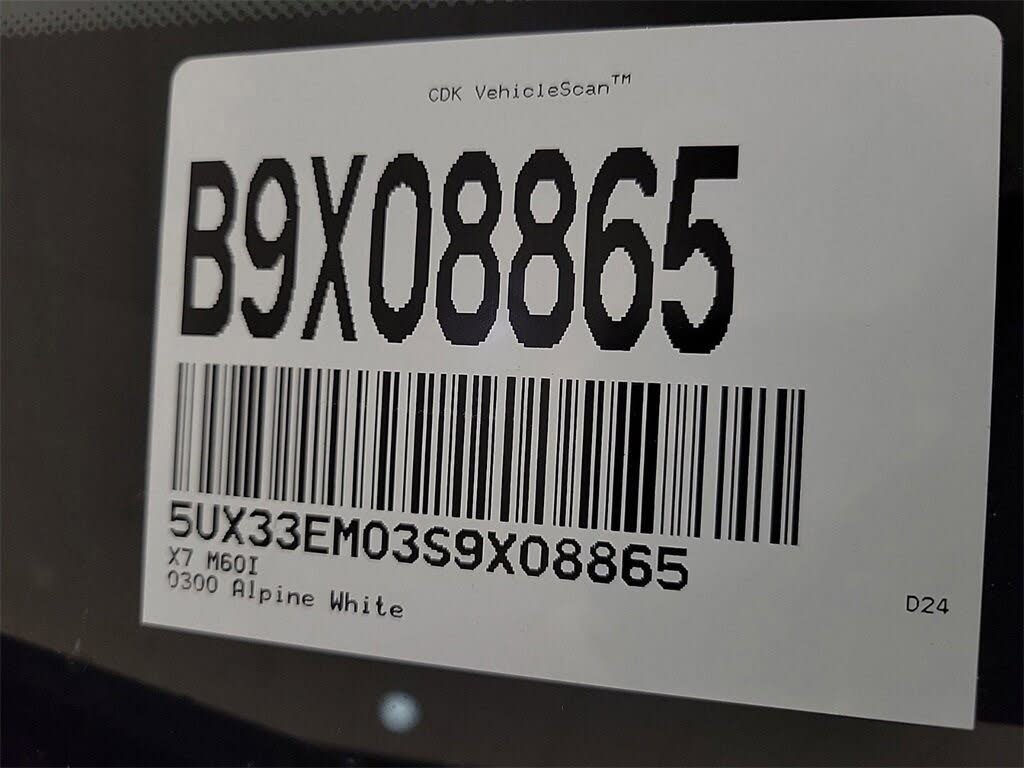 CDK VehicleScan™
B9X08865
5UX33EM03S9X08865
X7 M60I
0300 Alpine White
D24